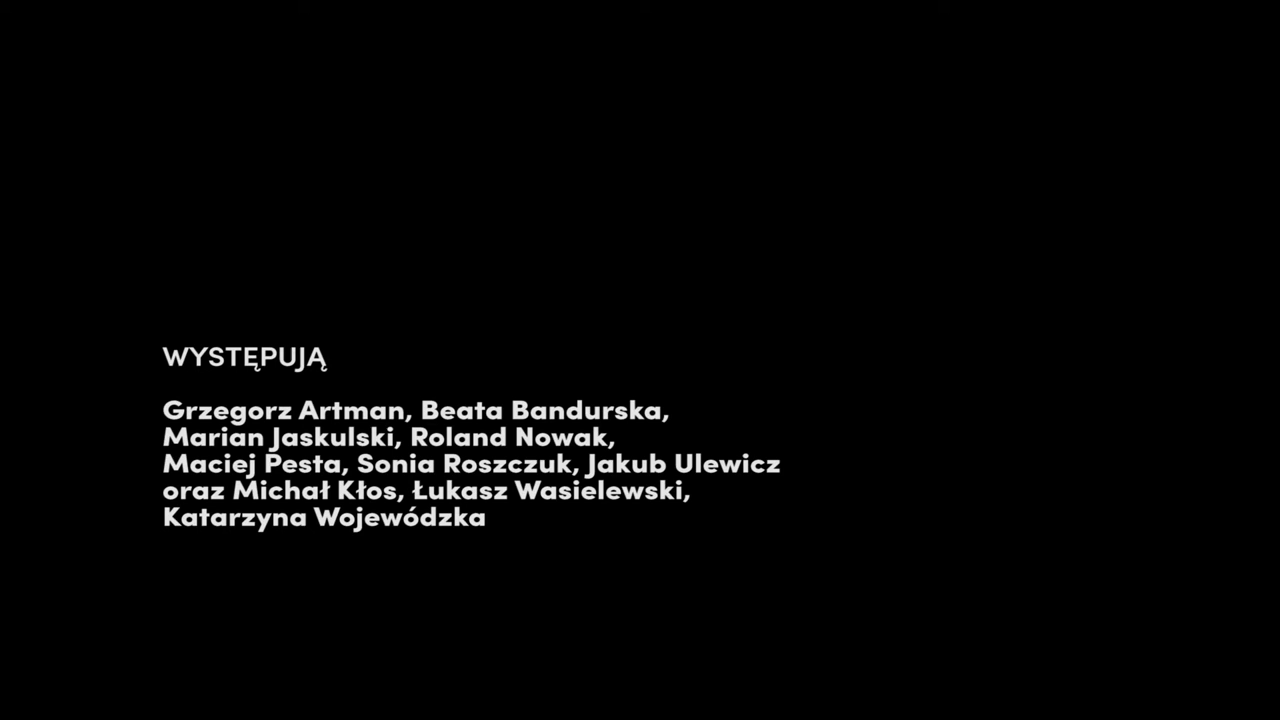 WYSTĘPUJĄ
Grzegorz Artman, Beata Bandurska,
Marian Jaskulski, Roland Nowak,
Maciej Pesta, Sonia Roszczuk, Jakub Ulewicz
oraz Michał Kłos, Łukasz Wasielewski,
Katarzyna Wojewódzka